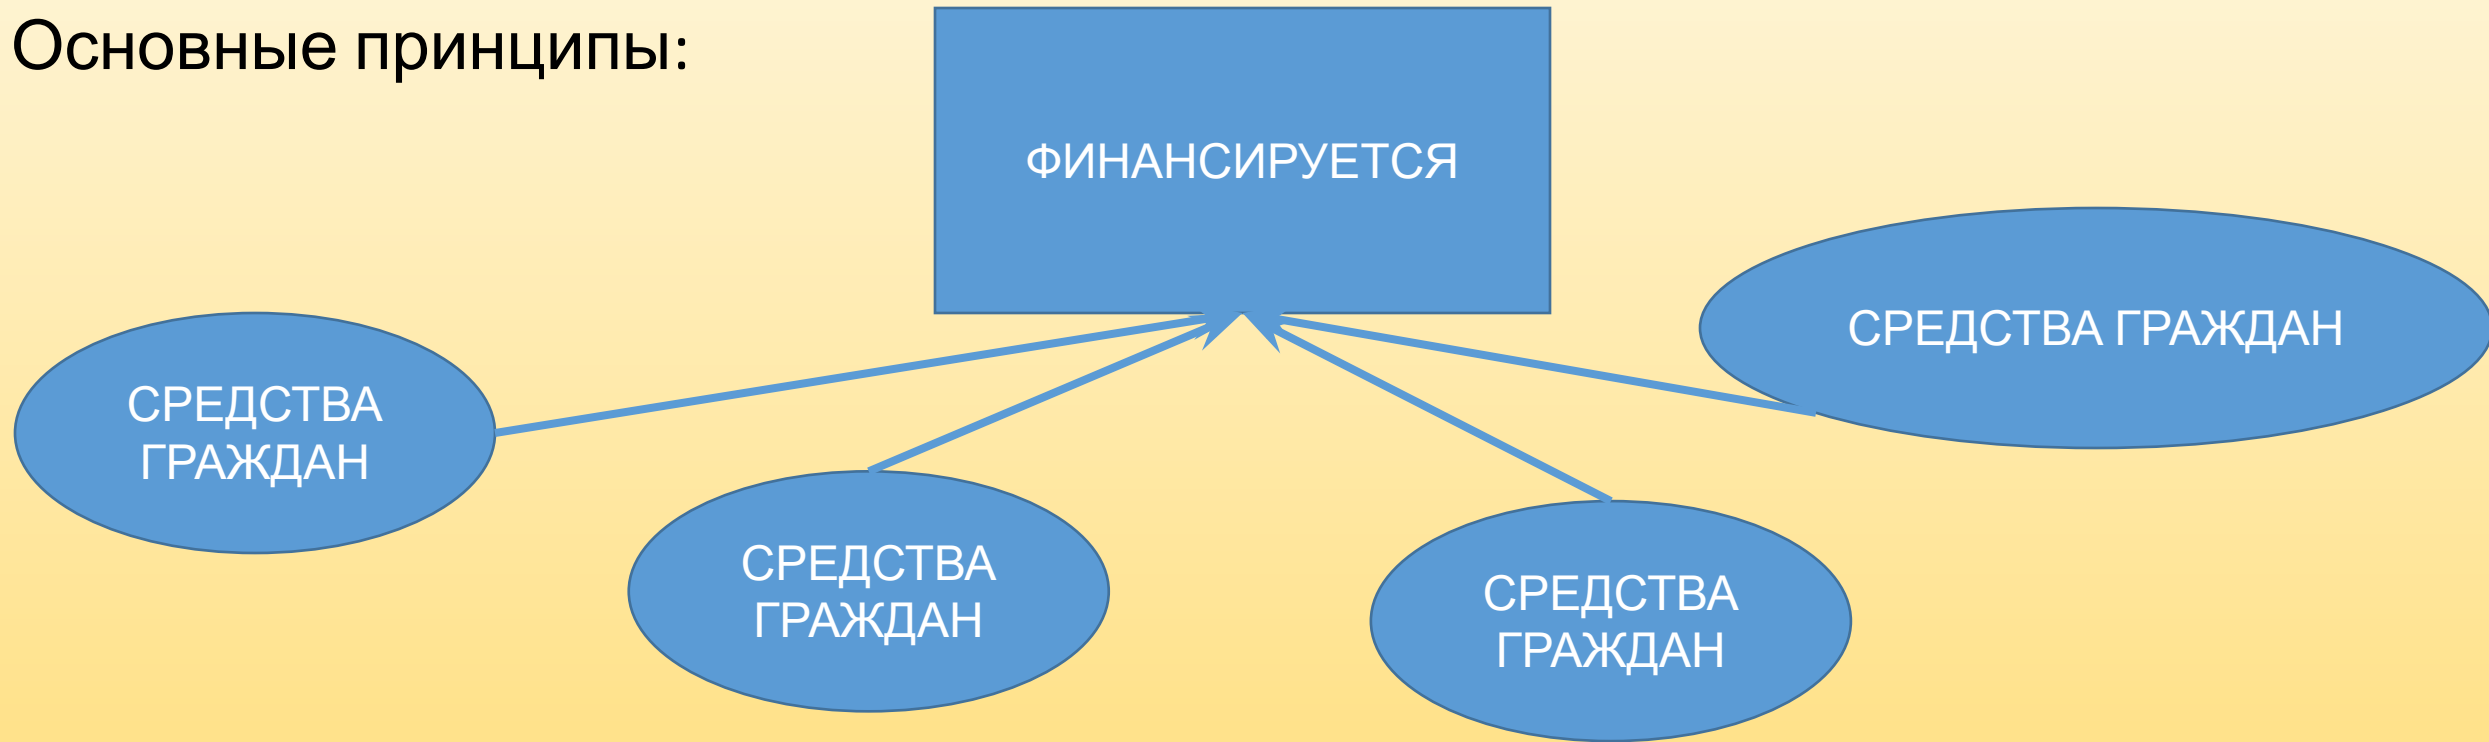 Основные принципы:
ФИНАНСИРУЕТСЯ
СРЕДСТВА ГРАЖДАН
СРЕДСТВА
ГРАЖДАН
СРЕДСТВА
ГРАЖДАН
СРЕДСТВА
ГРАЖДАН